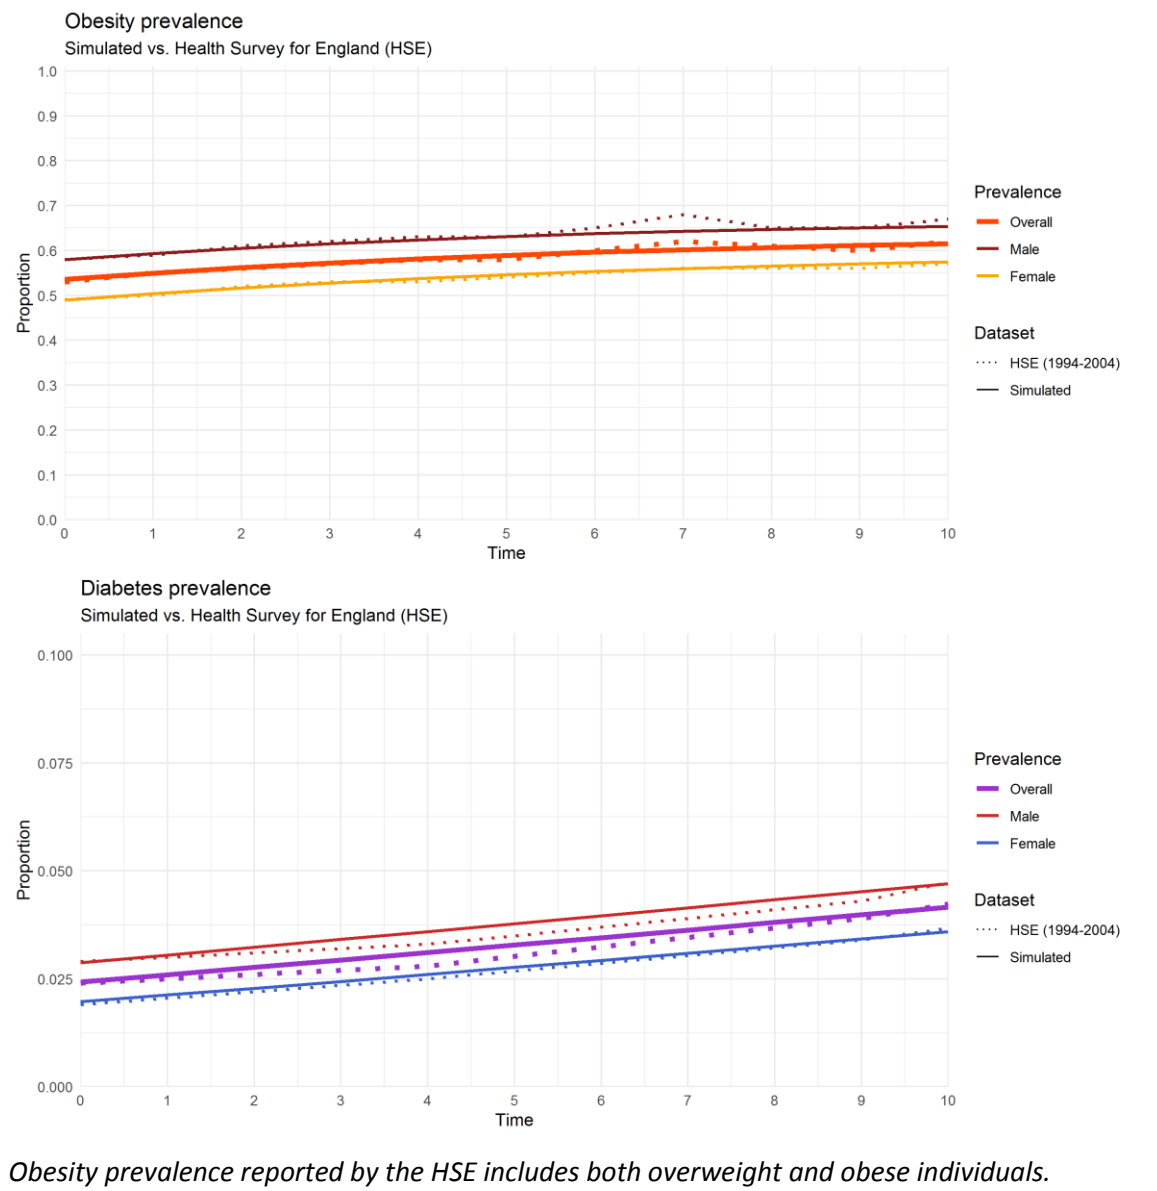 Obesity prevalence
Simulated vs. Health Survey for England (HSE)
1.0
0.9
0.8
0.7
0.6
0.5
0.4
0.3
0.2
0.1
0.0
Proportion
0 1 2 3 4 5 6 7 8 9 10
Time
Prevalence
Overall
Male
Female
Dataset
HSE (1994-2004)
Simulated
Diabetes prevalence
Simulated vs. Health Survey for England (HSE)
0.100
0.075
0.050
0.025
0.000
Proportion
0 1 2 3 4 5 6 7 8 9 10
Time
Prevalence
Overall
Male
Female
Dataset
HSE (1994-2004)
Simulated
Obesity prevalence reported by the HSE includes both overweight and obese individuals.